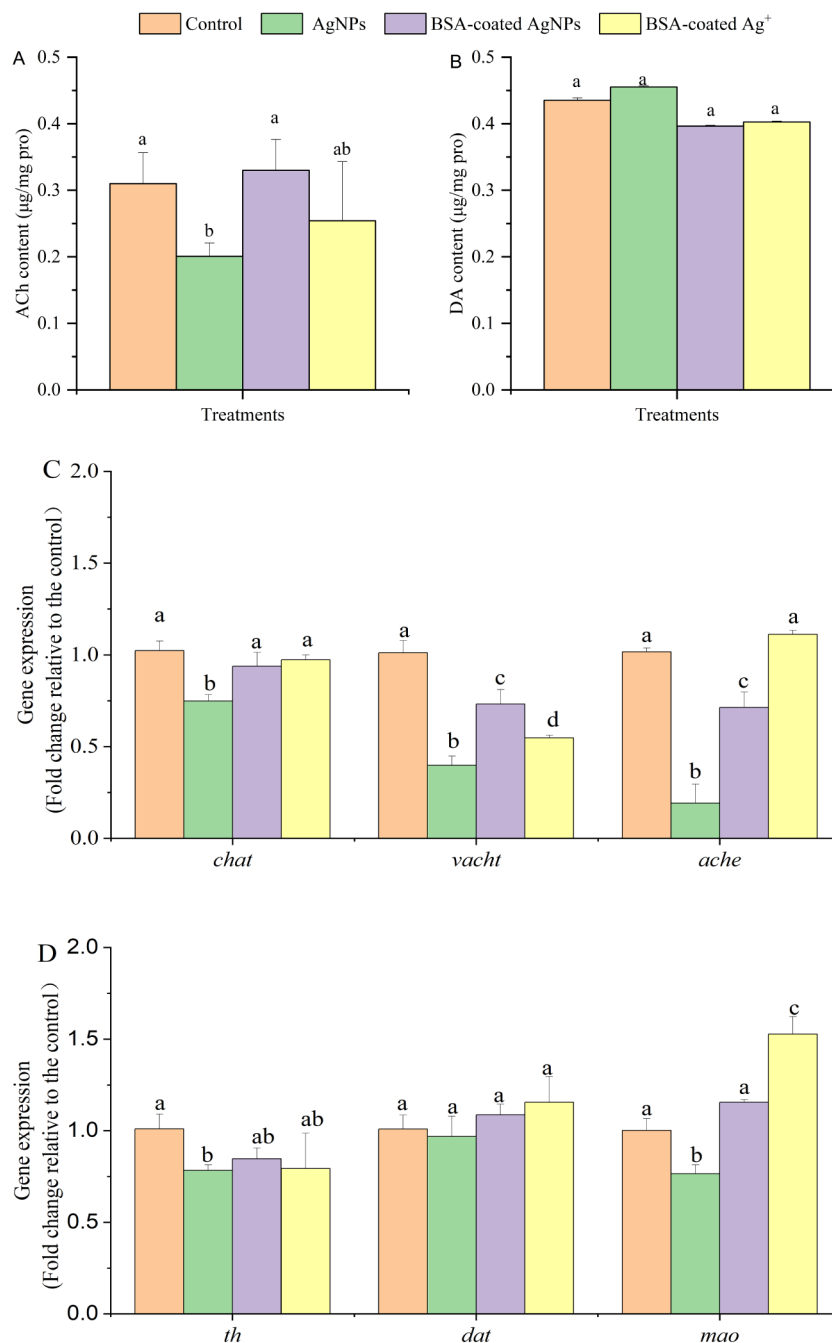 Control AgNPs BSA-coated AgNPs BSA-coated Ag⁺
A
ACh content (μg/mg pro)
0.5
0.4
0.3
0.2
0.1
0.0
a
b
a
ab
Treatments
B
DA content (μg/mg pro)
0.5
0.4
0.3
0.2
0.1
0.0
a
a
a
a
Treatments
C
Gene expression
(Fold change relative to the control)
2.0
1.5
1.0
0.5
0.0
a
b
a
a
a
b
c
d
a
b
c
a
chat vacht ache
D
Gene expression
(Fold change relative to the control)
2.0
1.5
1.0
0.5
0.0
a
b
ab
ab
a
a
a
a
a
b
a
c
th dat mao